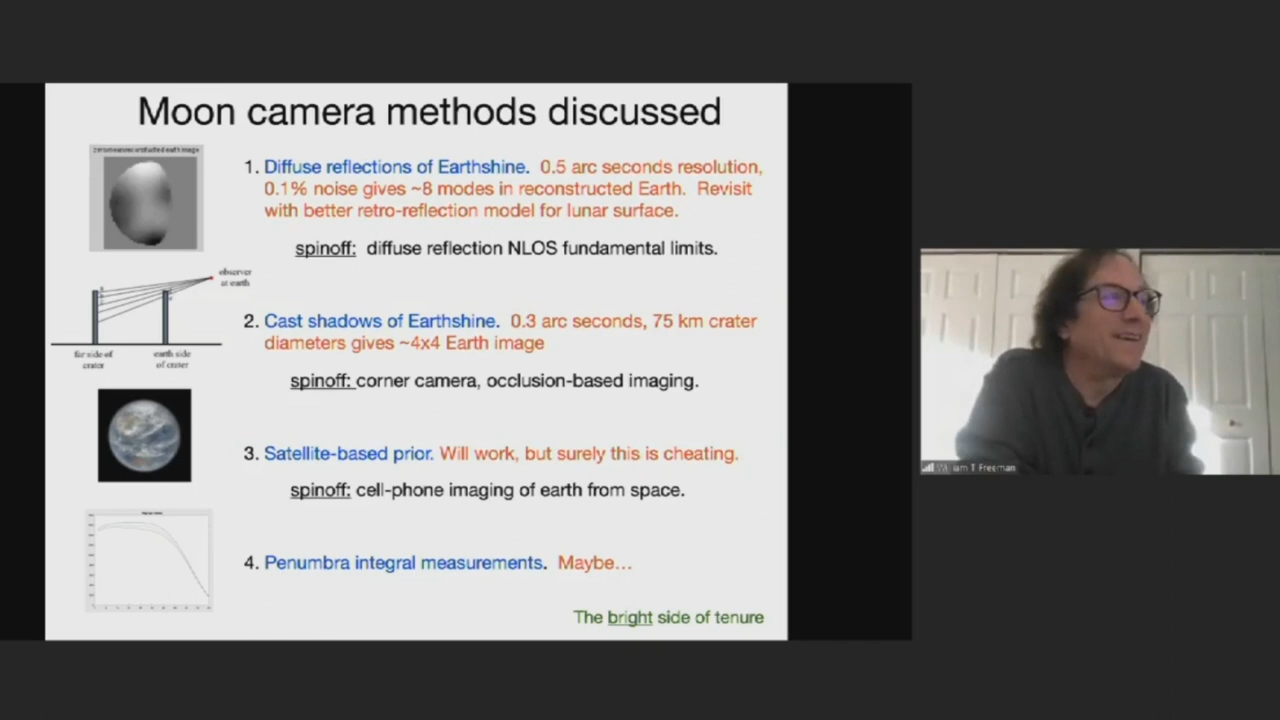 Moon camera methods discussed
1. Diffuse reflections of Earthshine. 0.5 arc seconds resolution,
0.1% noise gives ~8 modes in reconstructed Earth. Revisit
with better retro-reflection model for lunar surface.
spinoff: diffuse reflection NLOS fundamental limits.
observer
at earth
far side of
crater
earth side
of crater
2. Cast shadows of Earthshine. 0.3 arc seconds, 75 km crater
diameters gives ~4x4 Earth image
spinoff: corner camera, occlusion-based imaging.
3. Satellite-based prior. Will work, but surely this is cheating.
spinoff: cell-phone imaging of earth from space.
4. Penumbra integral measurements. Maybe...
The bright side of tenure
William T Freeman